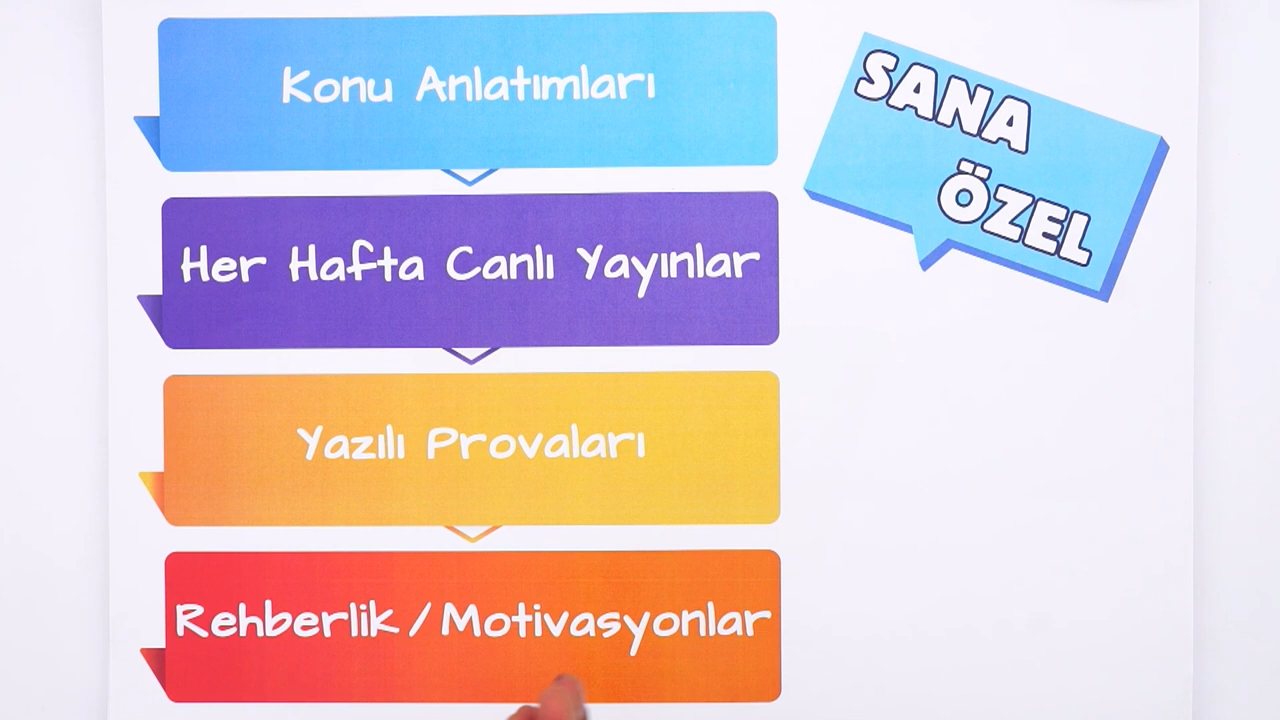 Konu Anlatımları
Her Hafta Canlı Yayınlar
Yazılı Provaları
Rehberlik / Motivasyonlar
SANA
ÖZEL